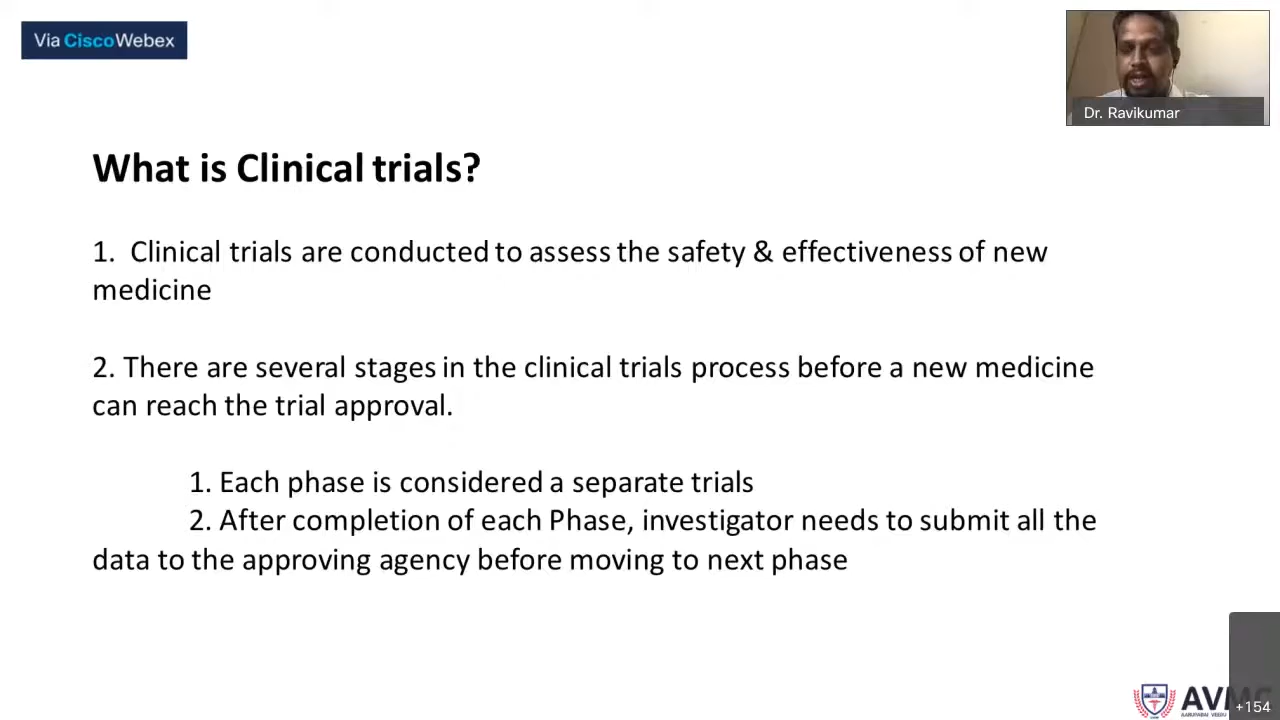 Via CiscoWebex
Dr. Ravikumar
What is Clinical trials?
1. Clinical trials are conducted to assess the safety & effectiveness of new
medicine
2. There are several stages in the clinical trials process before a new medicine
can reach the trial approval.
1. Each phase is considered a separate trials
2. After completion of each Phase, investigator needs to submit all the
data to the approving agency before moving to next phase
+154